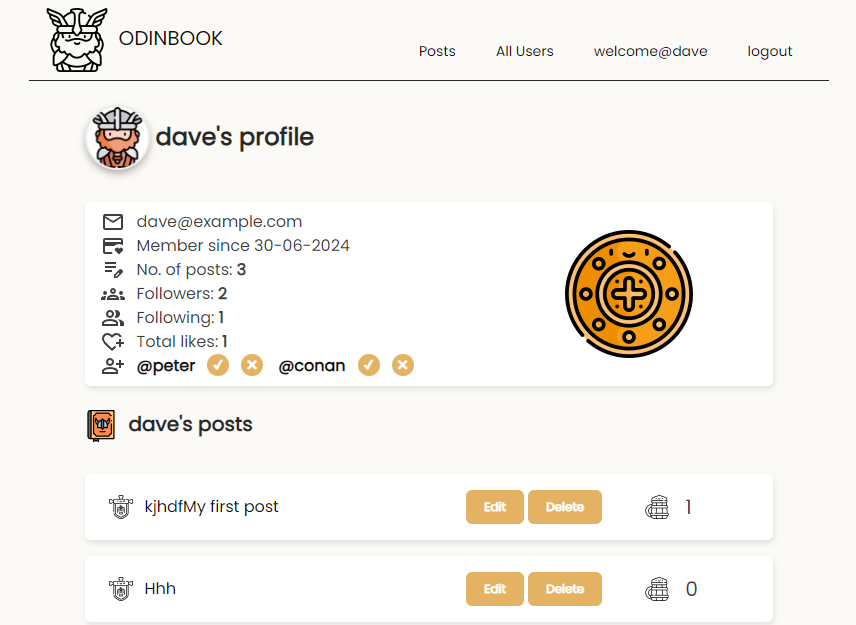 ODINBOOK
Posts All Users welcome@dave logout
dave's profile
dave@example.com
Member since 30-06-2024
No. of posts: 3
Followers: 2
Following: 1
Total likes: 1
@peter @conan
dave's posts
kjhdfMy first post Edit Delete 1
Hhh Edit Delete 0